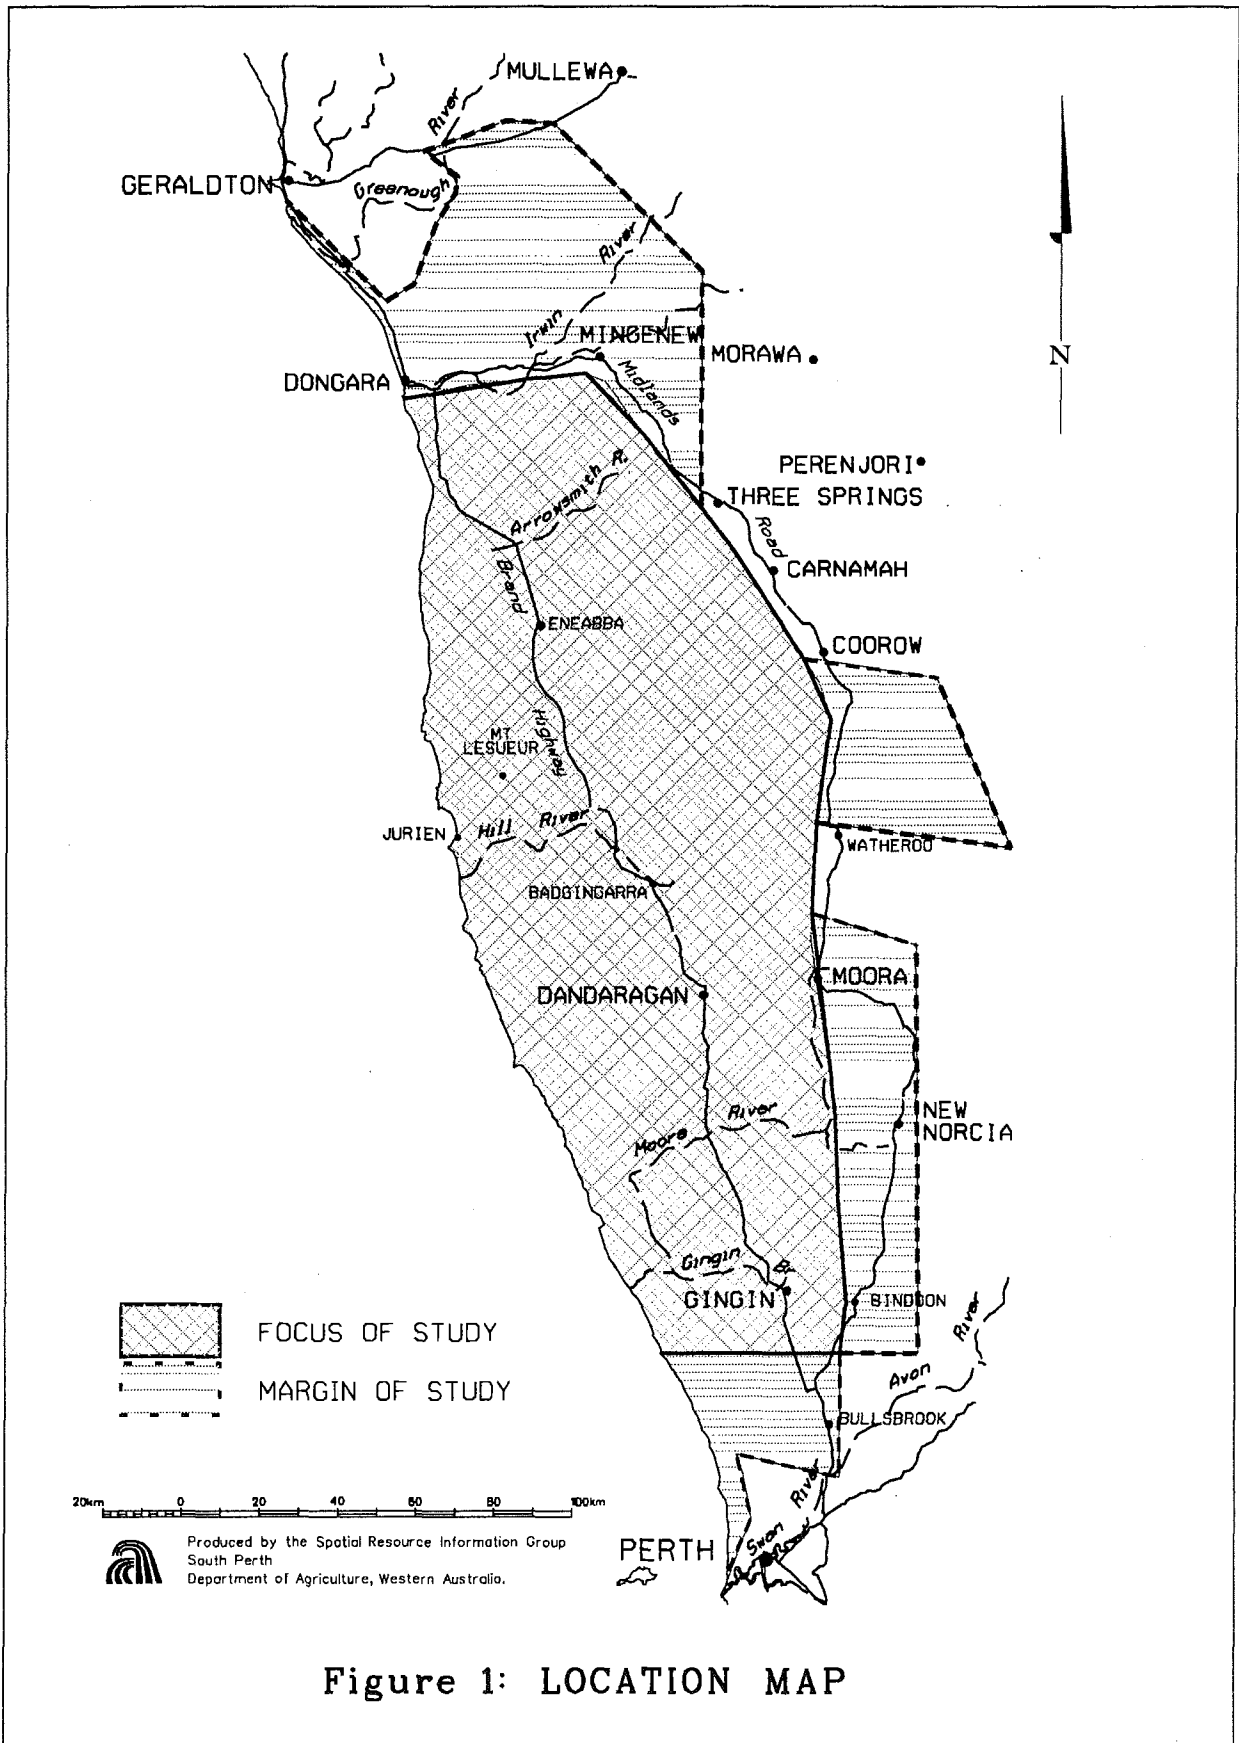 MULLEWA
River
GERALDTON
Greenough
River
Irwin
MINGENEW
MORAWA
DONGARA
Midlands
PERENJORI
Arrowsmith R.
THREE SPRINGS
Road
CARNAMAH
Brand
ENEABBA
COOROW
N
Highway
MT
LESUEUR
JURIEN
Hill River
WATHEROO
BADGINGARRA
MOORA
DANDARAGAN
Moore River
NEW
NORCIA
Gingin Br.
GINGIN
BINDOON
River
Avon
BULLSBROOK
FOCUS OF STUDY
MARGIN OF STUDY
20km 0 20 40 60 80 100km
Swan River
PERTH
Produced by the Spatial Resource Information Group
South Perth
Department of Agriculture, Western Australia.
Figure 1: LOCATION MAP